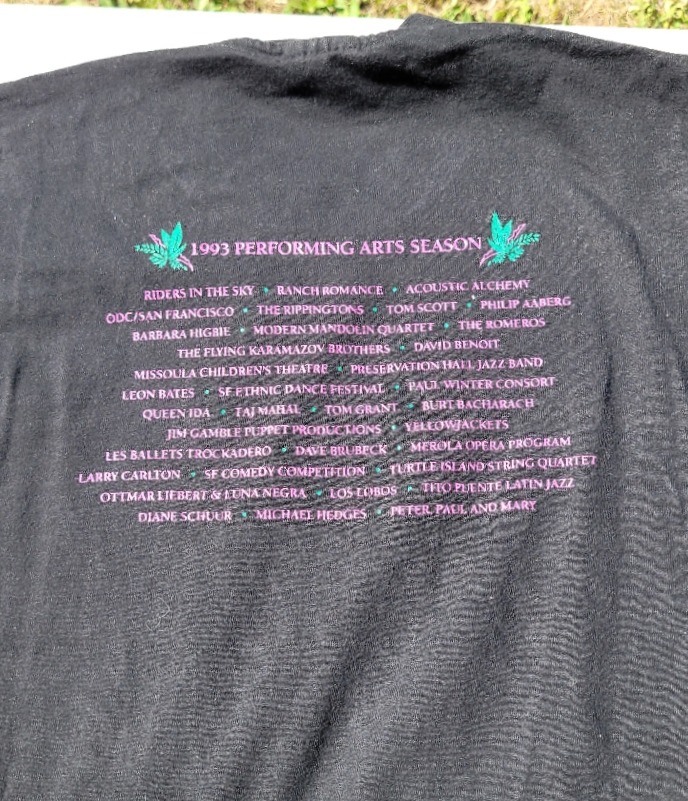 1993 PERFORMING ARTS SEASON
RIDERS IN THE SKY • RANCH ROMANCE • ACOUSTIC ALCHEMY
ODC/SAN FRANCISCO • THE RIPPINGTONS • TOM SCOTT • PHILIP AABERG
BARBARA HIGBIE • MODERN MANDOLIN QUARTET • THE ROMEROS
THE FLYING KARAMAZOV BROTHERS • DAVID BENOIT
MISSOULA CHILDREN'S THEATRE • PRESERVATION HALL JAZZ BAND
LEON BATES • SF ETHNIC DANCE FESTIVAL • PAUL WINTER CONSORT
QUEEN IDA • TAJ MAHAL • TOM GRANT • BURT BACHARACH
JIM GAMBLE PUPPET PRODUCTIONS • YELLOWJACKETS
LES BALLETS TROCKADERO • DAVE BRUBECK • MEROLA OPERA PROGRAM
LARRY CARLTON • SF COMEDY COMPETITION • TURTLE ISLAND STRING QUARTET
OTTMAR LIEBERT & LUNA NEGRA • LOS LOBOS • TITO PUENTE LATIN JAZZ
DIANE SCHUUR • MICHAEL HEDGES • PETER, PAUL AND MARY